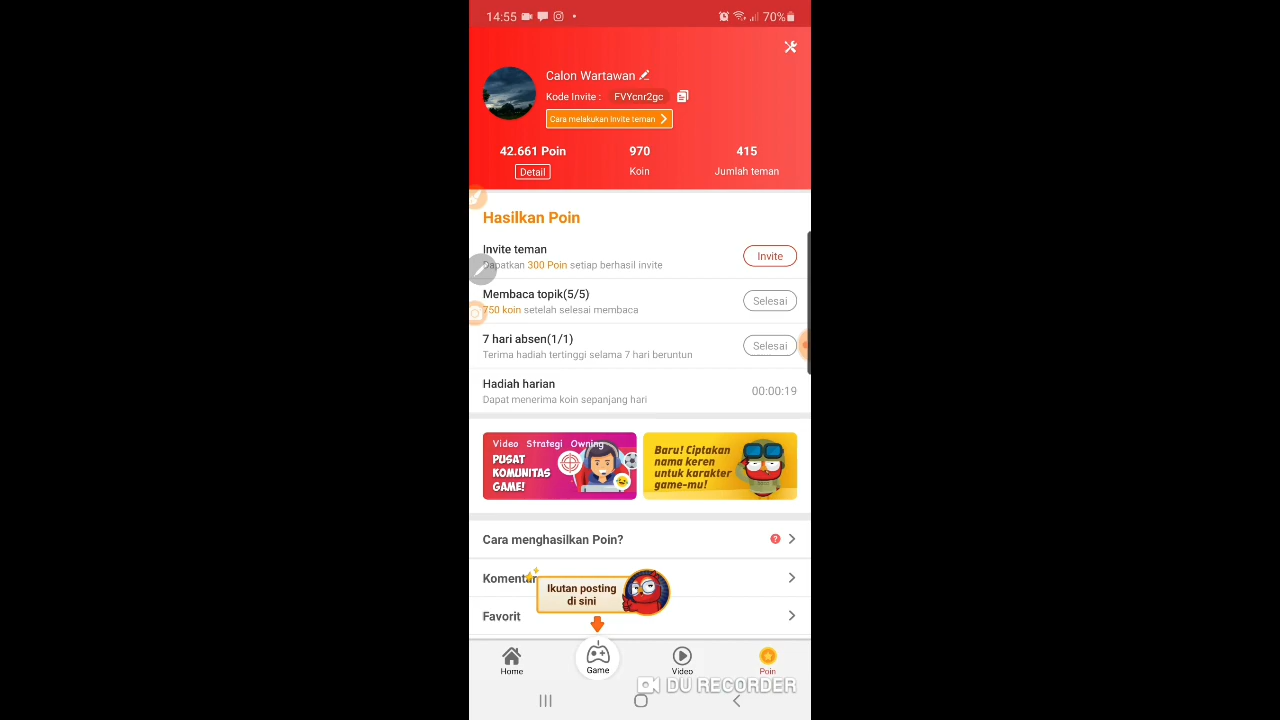 14:55
70%
Calon Wartawan
Kode Invite : FVYcnr2gc
Cara melakukan invite teman
42.661 Poin 970 415
Detail Koin Jumlah teman
Hasilkan Poin
Invite teman
Dapatkan 300 Poin setiap berhasil invite
Invite
Membaca topik(5/5)
750 koin setelah selesai membaca
Selesai
7 hari absen(1/1)
Terima hadiah tertinggi selama 7 hari beruntun
Selesai
Hadiah harian
Dapat menerima koin sepanjang hari
00:00:19
Video Strategi Owning
PUSAT
KOMUNITAS
GAME!
Baru! Ciptakan
nama keren
untuk karakter
game-mu!
Cara menghasilkan Poin?
?
Komentar
Ikutan posting
di sini
Favorit
Home Game Video Poin
DU RECORDER